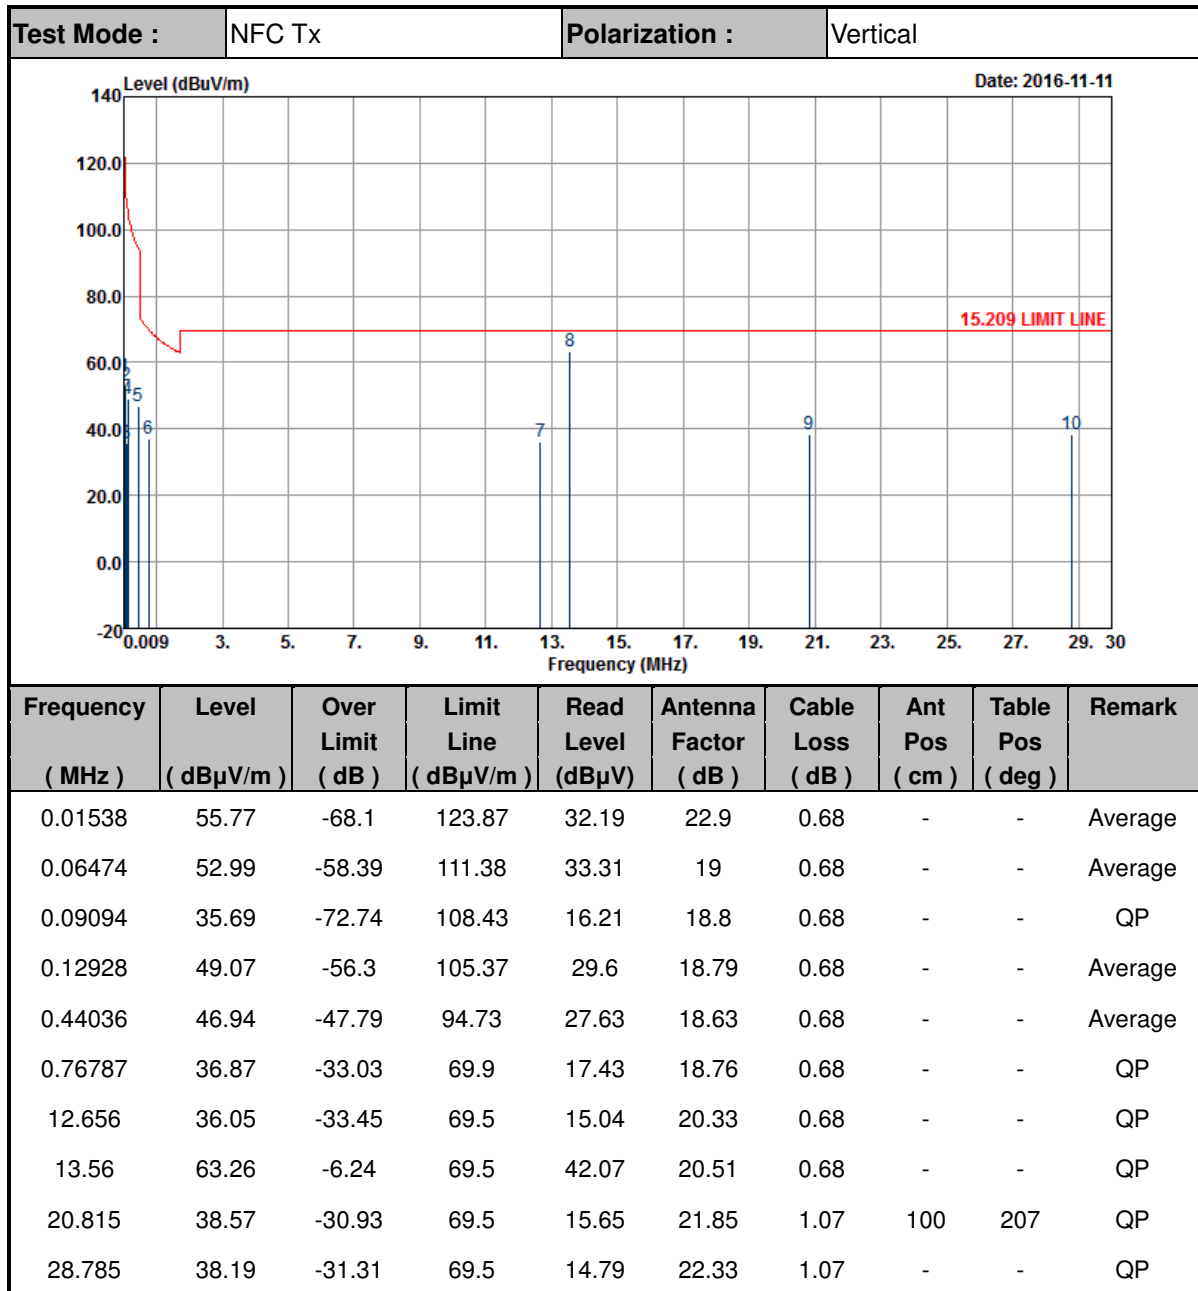 Test Mode : NFC Tx Polarization : Vertical
Level (dBuV/m) Date: 2016-11-11
140
120.0
100.0
80.0
15.209 LIMIT LINE
8
60.0
2
4 5
40.0 3 6 7 9 10
20.0
0.0
-20
0.009 3. 5. 7. 9. 11. 13. 15. 17. 19. 21. 23. 25. 27. 29. 30
Frequency (MHz)
Frequency Level Over Limit Read Antenna Cable Ant Table Remark
Limit Line Level Factor Loss Pos Pos
( MHz ) ( dBµV/m ) ( dB ) ( dBµV/m ) (dBµV) ( dB ) ( dB ) ( cm ) ( deg )
0.01538 55.77 -68.1 123.87 32.19 22.9 0.68 - - Average
0.06474 52.99 -58.39 111.38 33.31 19 0.68 - - Average
0.09094 35.69 -72.74 108.43 16.21 18.8 0.68 - - QP
0.12928 49.07 -56.3 105.37 29.6 18.79 0.68 - - Average
0.44036 46.94 -47.79 94.73 27.63 18.63 0.68 - - Average
0.76787 36.87 -33.03 69.9 17.43 18.76 0.68 - - QP
12.656 36.05 -33.45 69.5 15.04 20.33 0.68 - - QP
13.56 63.26 -6.24 69.5 42.07 20.51 0.68 - - QP
20.815 38.57 -30.93 69.5 15.65 21.85 1.07 100 207 QP
28.785 38.19 -31.31 69.5 14.79 22.33 1.07 - - QP